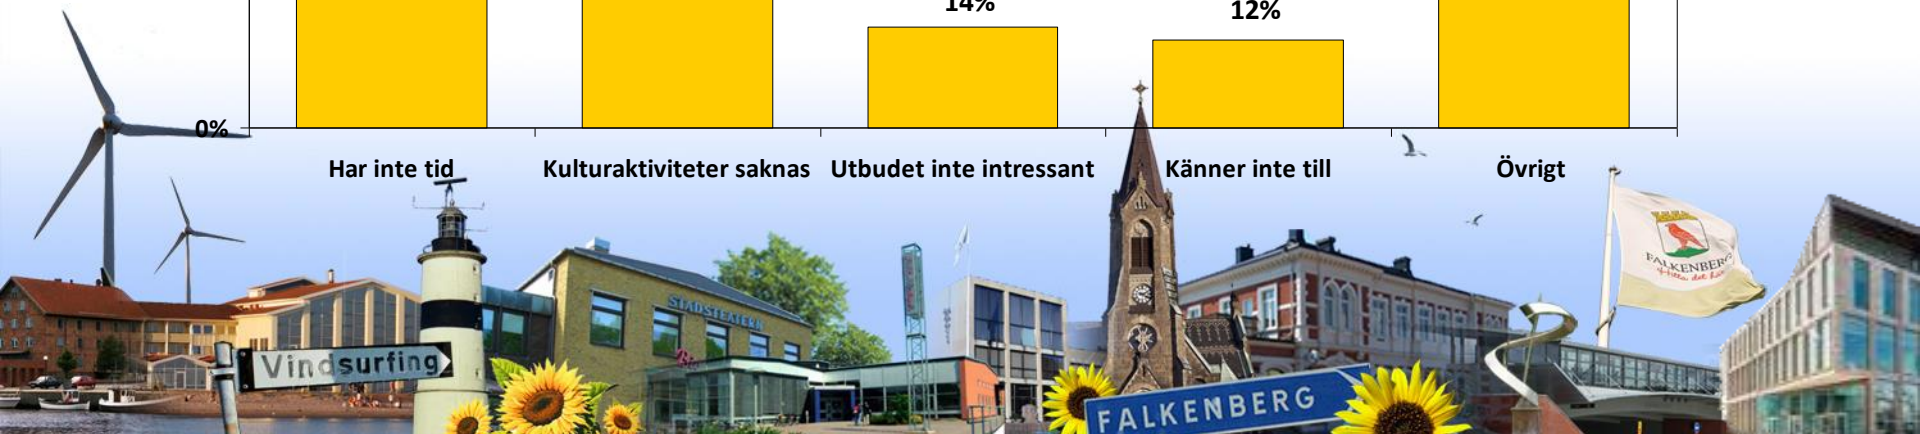 14%
12%
0%
Har inte tid
Kulturaktiviteter saknas
Utbudet inte intressant
Känner inte till
Övrigt
FALKENBERG
STADSTEATERN
Vindsurfing
FALKENBERG